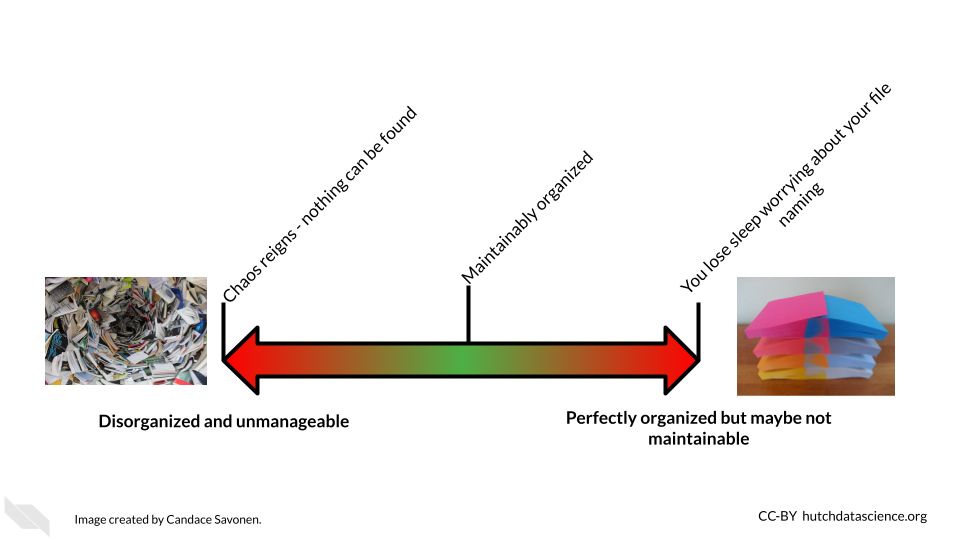 Chaos reigns - nothing can be found
Maintainably organized
You lose sleep worrying about your file
naming
Disorganized and unmanageable
Perfectly organized but maybe not
maintainable
Image created by Candace Savonen.
CC-BY hutchdatascience.org